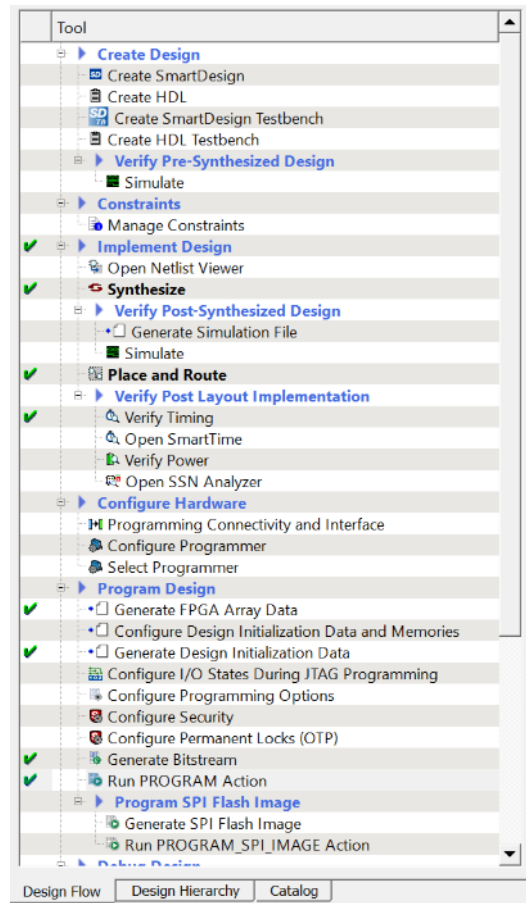 Tool
Create Design
Create SmartDesign
Create HDL
Create SmartDesign Testbench
Create HDL Testbench
Verify Pre-Synthesized Design
Simulate
Constraints
Manage Constraints
Implement Design
Open Netlist Viewer
Synthesize
Verify Post-Synthesized Design
Generate Simulation File
Simulate
Place and Route
Verify Post Layout Implementation
Verify Timing
Open SmartTime
Verify Power
Open SSN Analyzer
Configure Hardware
Programming Connectivity and Interface
Configure Programmer
Select Programmer
Program Design
Generate FPGA Array Data
Configure Design Initialization Data and Memories
Generate Design Initialization Data
Configure I/O States During JTAG Programming
Configure Programming Options
Configure Security
Configure Permanent Locks (OTP)
Generate Bitstream
Run PROGRAM Action
Program SPI Flash Image
Generate SPI Flash Image
Run PROGRAM_SPI_IMAGE Action
Debug Design
Design Flow Design Hierarchy Catalog